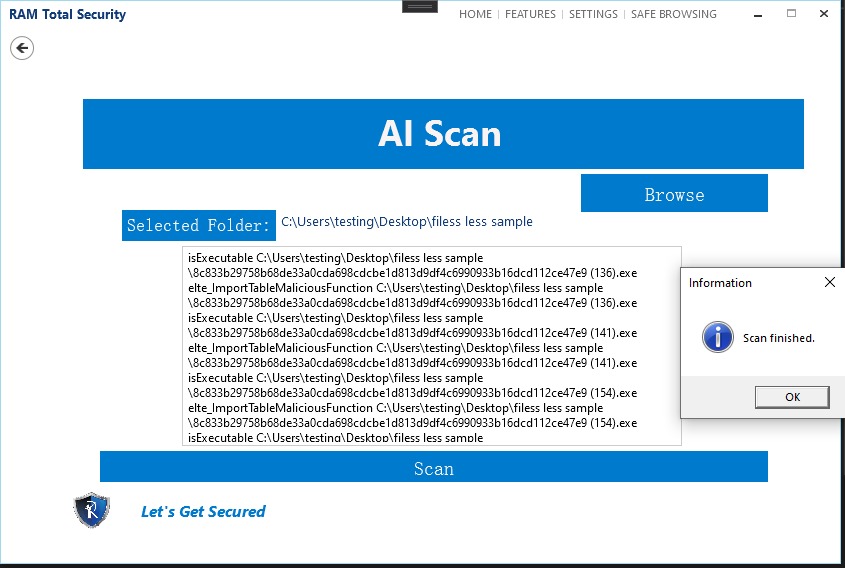 RAM Total Security
HOME | FEATURES | SETTINGS | SAFE BROWSING
AI Scan
Browse
Selected Folder: C:\Users\testing\Desktop\filess less sample
isExecutable C:\Users\testing\Desktop\filess less sample
\8c833b29758b68de33a0cda698cdcbe1d813d9df4c6990933b16dcd112ce47e9 (136).exe
elte_ImportTableMaliciousFunction C:\Users\testing\Desktop\filess less sample
\8c833b29758b68de33a0cda698cdcbe1d813d9df4c6990933b16dcd112ce47e9 (136).exe
isExecutable C:\Users\testing\Desktop\filess less sample
\8c833b29758b68de33a0cda698cdcbe1d813d9df4c6990933b16dcd112ce47e9 (141).exe
elte_ImportTableMaliciousFunction C:\Users\testing\Desktop\filess less sample
\8c833b29758b68de33a0cda698cdcbe1d813d9df4c6990933b16dcd112ce47e9 (141).exe
isExecutable C:\Users\testing\Desktop\filess less sample
\8c833b29758b68de33a0cda698cdcbe1d813d9df4c6990933b16dcd112ce47e9 (154).exe
elte_ImportTableMaliciousFunction C:\Users\testing\Desktop\filess less sample
\8c833b29758b68de33a0cda698cdcbe1d813d9df4c6990933b16dcd112ce47e9 (154).exe
isExecutable C:\Users\testing\Desktop\filess less sample
Information
Scan finished.
OK
Scan
Let's Get Secured